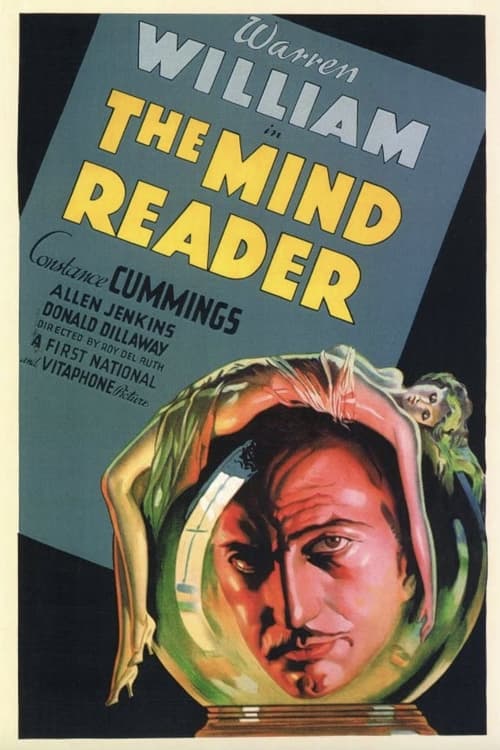 Warren
WILLIAM
in
THE MIND
READER
Constance CUMMINGS
ALLEN JENKINS
DONALD DILLAWAY
DIRECTED BY ROY DEL RUTH
A FIRST NATIONAL
and VITAPHONE Picture